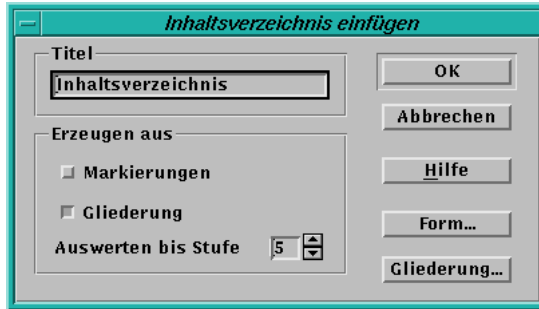 Inhaltsverzeichnis einfügen
Titel
Inhaltsverzeichnis
OK
Abbrechen
Erzeugen aus
Markierungen
Hilfe
Gliederung
Form...
Auswerten bis Stufe 5
Gliederung...